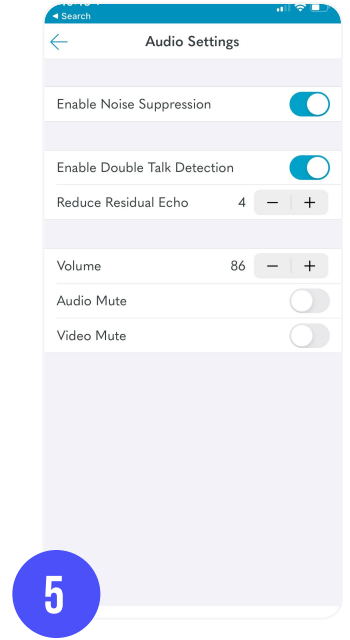 ◂ Search
Audio Settings
Enable Noise Suppression
Enable Double Talk Detection
Reduce Residual Echo 4 − +
Volume 86 − +
Audio Mute
Video Mute
5